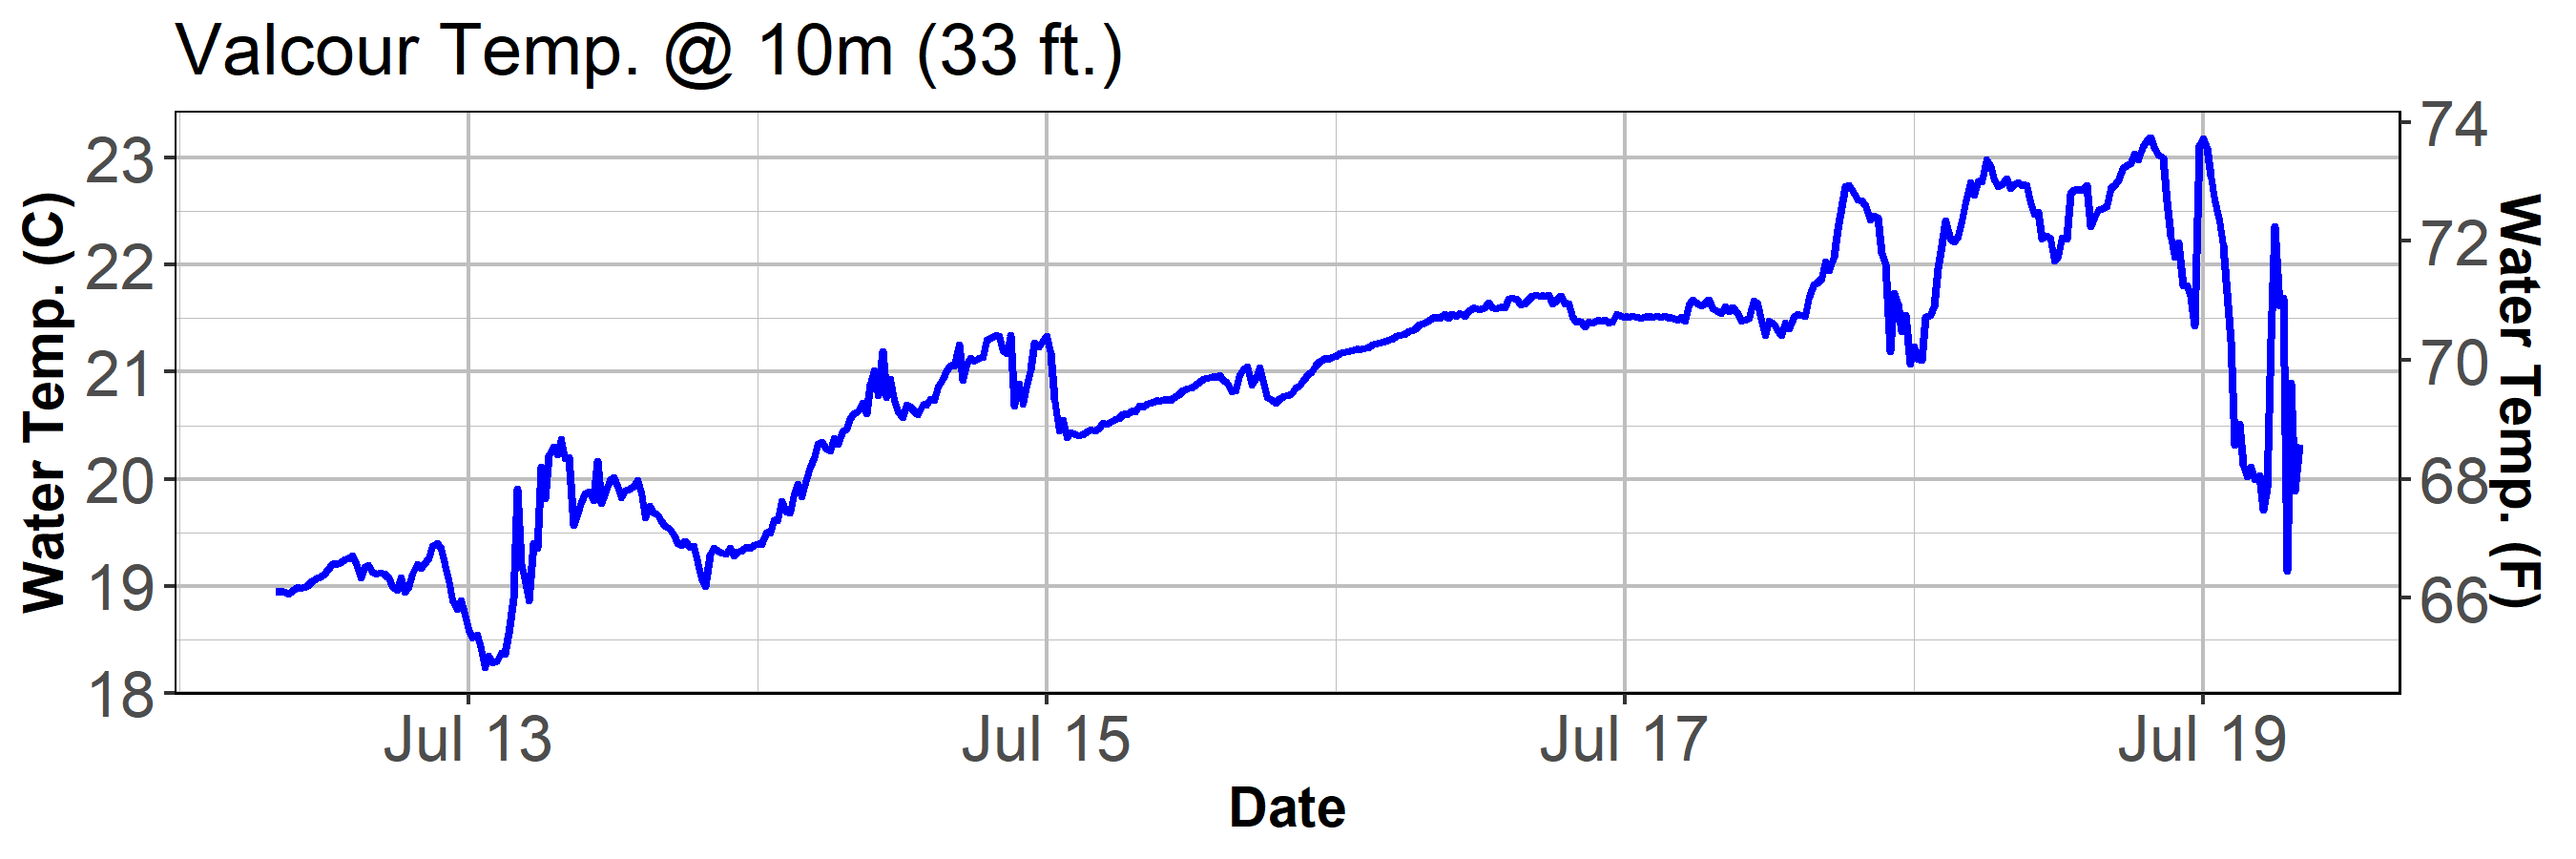 Valcour Temp. @ 10m (33 ft.)
Water Temp. (C)
23
22
21
20
19
18
74
72
70
68
66
Water Temp. (F)
Jul 13
Jul 15
Jul 17
Jul 19
Date